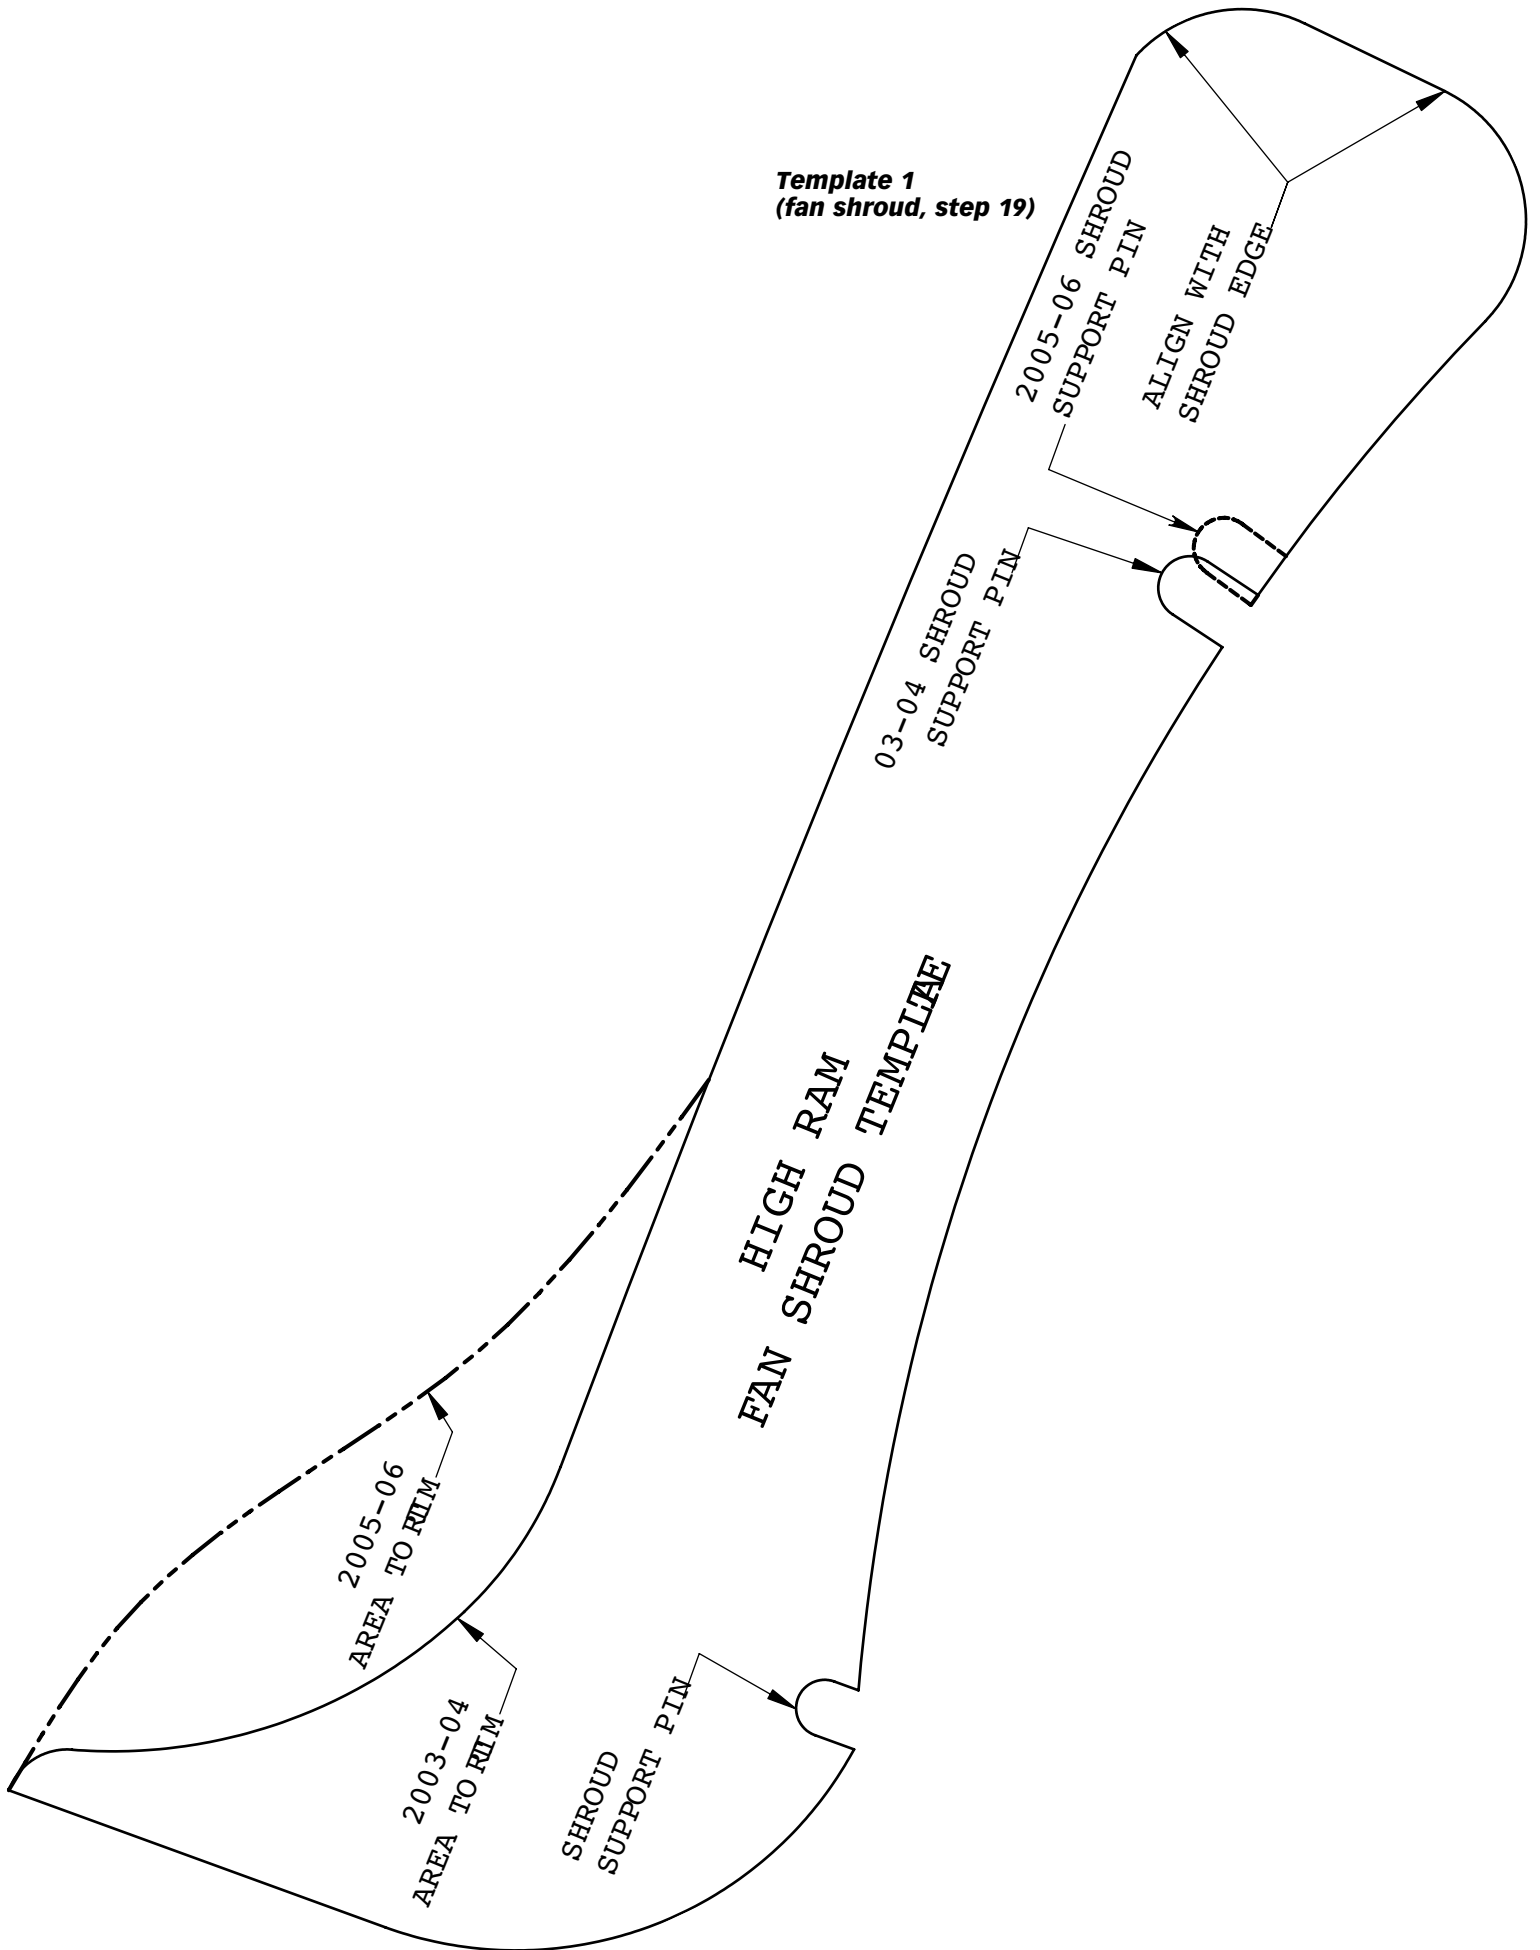 Template 1
(fan shroud, step 19)
2005-06 SHROUD
SUPPORT PIN
ALIGN WITH
SHROUD EDGE
03-04 SHROUD
SUPPORT PIN
HIGH RAM
FAN SHROUD TEMPLATE
2005-06
AREA TO TRIM
2003-04
AREA TO TRIM
SHROUD
SUPPORT PIN